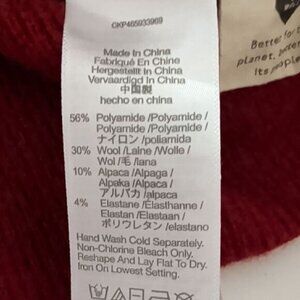 CKP465933969
Made in China
Fabriqué En Chine
Hergestellt In China
Vervaardigd In China
中国製
hecho en china
56% Polyamide /Polyamide /
Polyamide /Polyamide /
ナイロン /poliamida
30% Wool /Laine /Wolle /
Wol /毛 /lana
10% Alpaca /Alpaga /
Alpaka /Alpaca /
アルパカ /alpaca
4% Elastane /Elasthanne /
Elastan /Elastaan /
ポリウレタン /elastano
Hand Wash Cold Separately.
Non-Chlorine Bleach Only.
Reshape And Lay Flat To Dry.
Iron On Lowest Setting.
Better for t
planet, better
its people